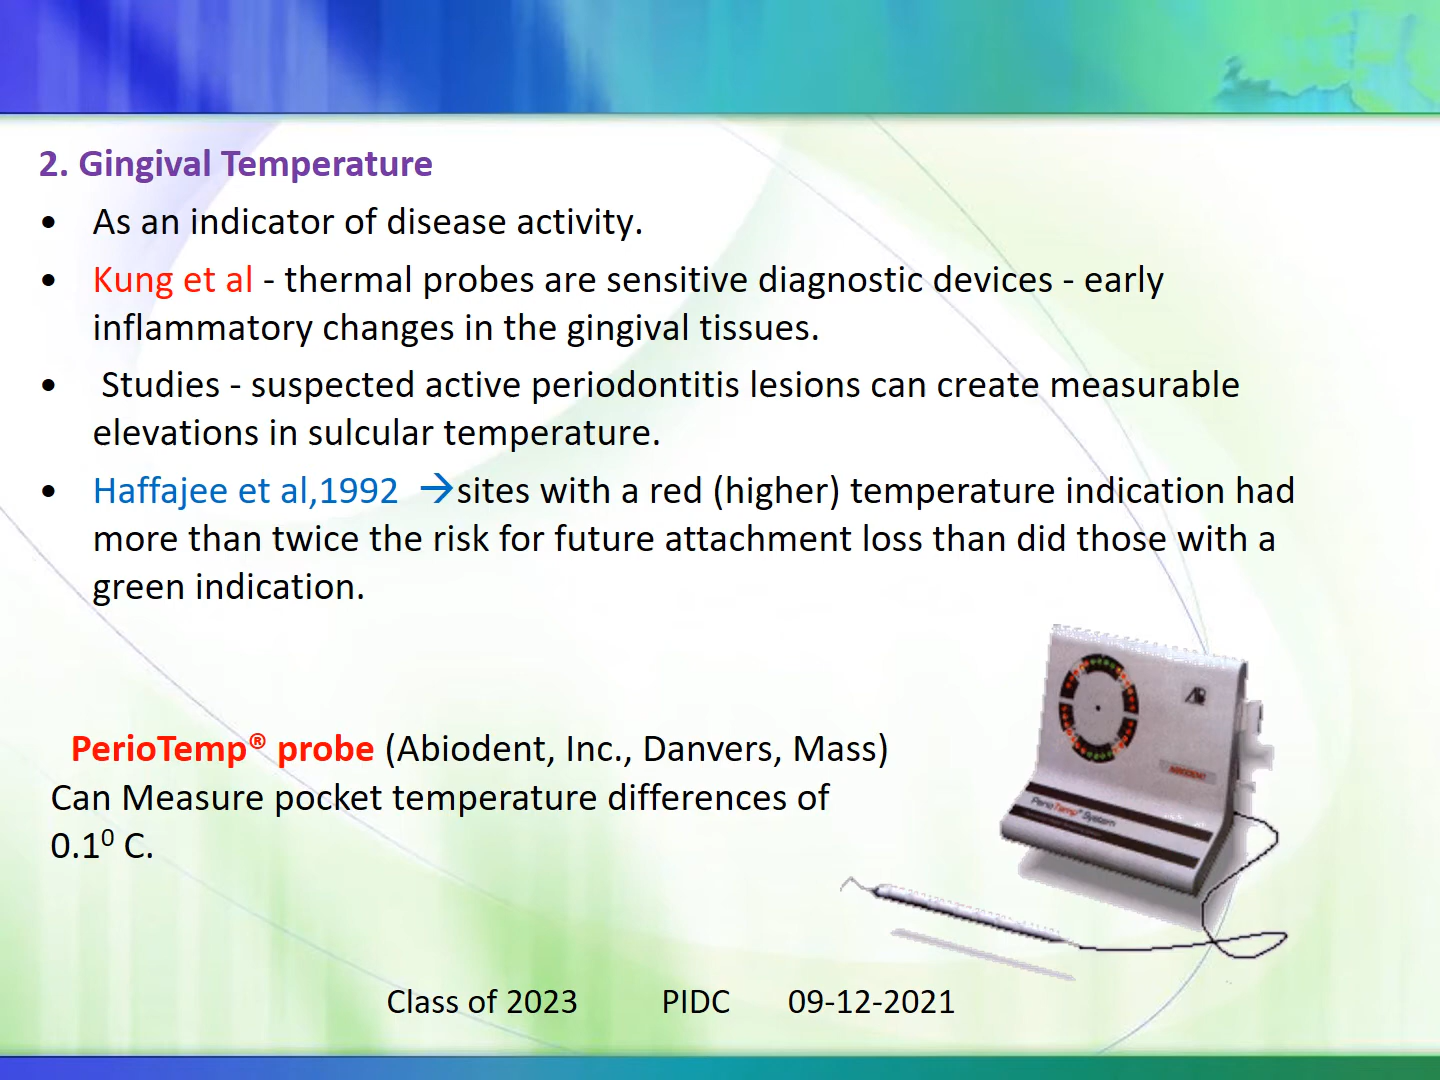 2. Gingival Temperature
• As an indicator of disease activity.
• Kung et al - thermal probes are sensitive diagnostic devices - early
inflammatory changes in the gingival tissues.
• Studies - suspected active periodontitis lesions can create measurable
elevations in sulcular temperature.
• Haffajee et al,1992 →sites with a red (higher) temperature indication had
more than twice the risk for future attachment loss than did those with a
green indication.
PerioTemp® probe (Abiodent, Inc., Danvers, Mass)
Can Measure pocket temperature differences of
0.1⁰ C.
PerioTemp® System
Class of 2023 PIDC 09-12-2021